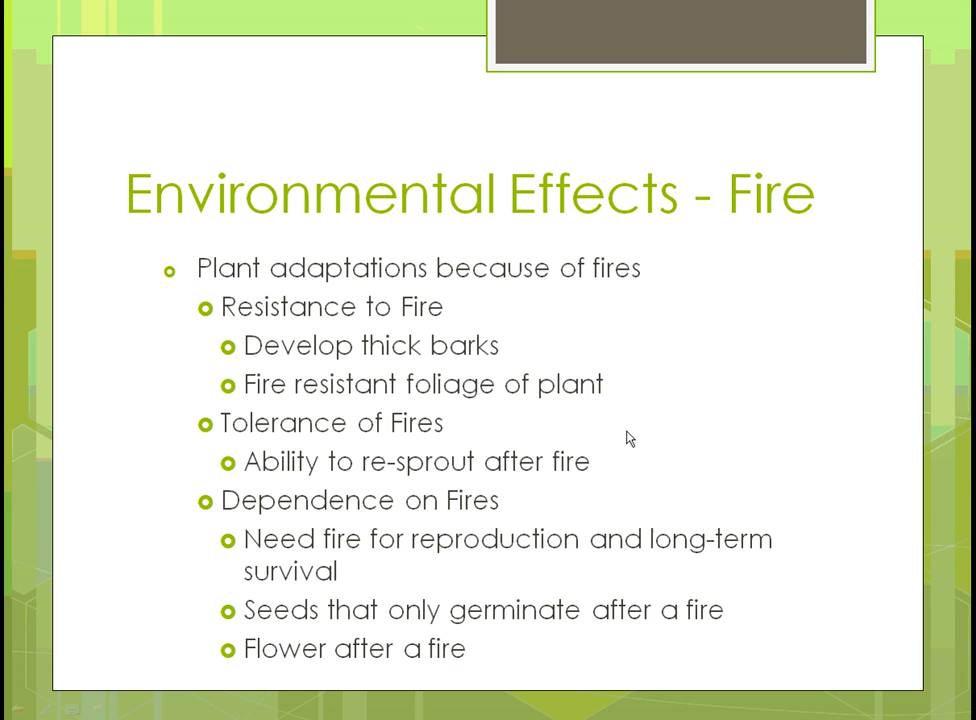 Environmental Effects - Fire
Plant adaptations because of fires
Resistance to Fire
Develop thick barks
Fire resistant foliage of plant
Tolerance of Fires
Ability to re-sprout after fire
Dependence on Fires
Need fire for reproduction and long-term
survival
Seeds that only germinate after a fire
Flower after a fire